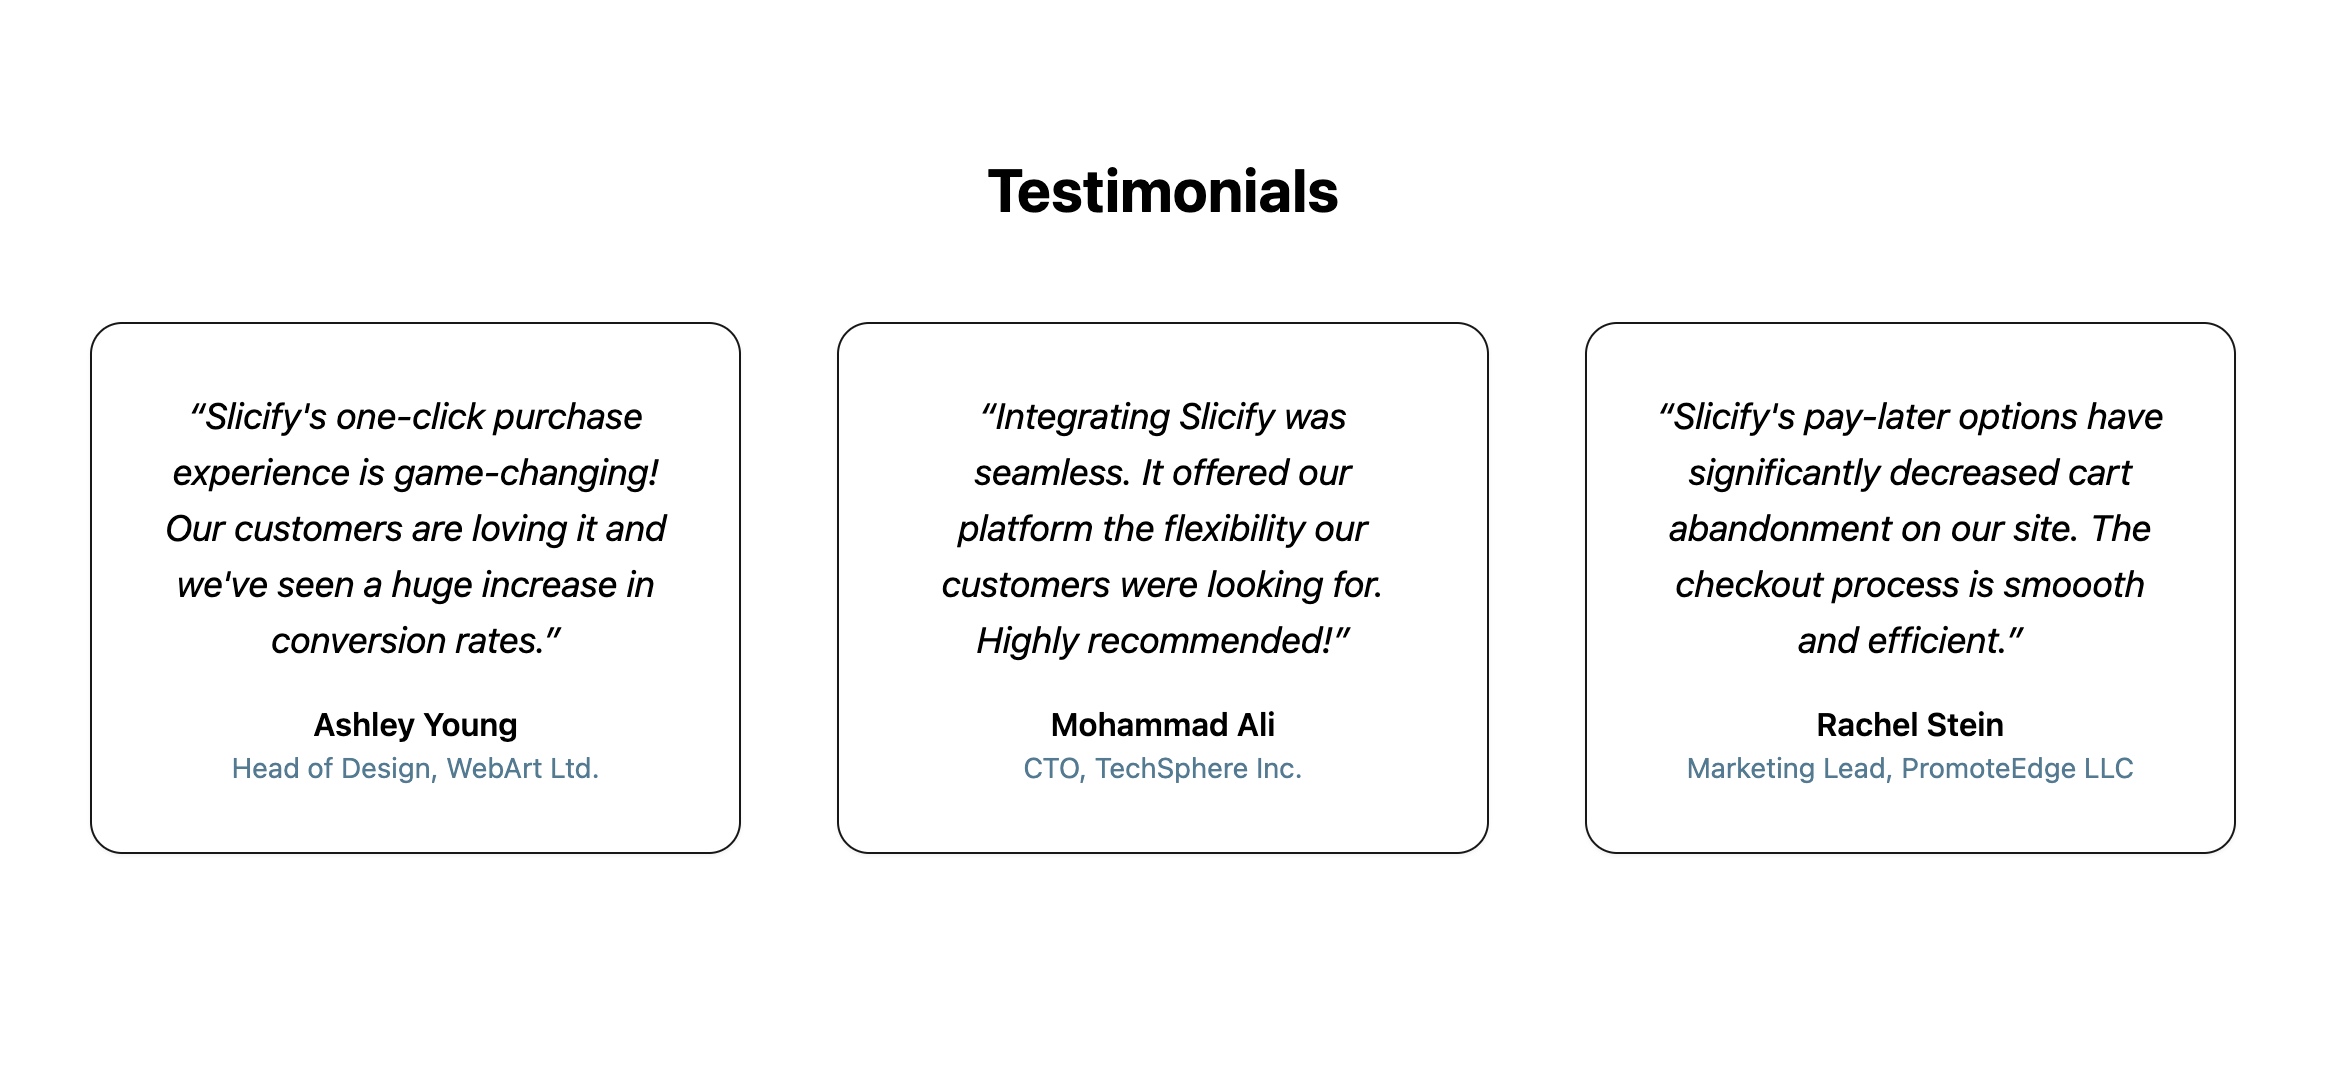 Testimonials
“Slicify's one-click purchase
experience is game-changing!
Our customers are loving it and
we've seen a huge increase in
conversion rates.”
Ashley Young
Head of Design, WebArt Ltd.
“Integrating Slicify was
seamless. It offered our
platform the flexibility our
customers were looking for.
Highly recommended!”
Mohammad Ali
CTO, TechSphere Inc.
“Slicify's pay-later options have
significantly decreased cart
abandonment on our site. The
checkout process is smoooth
and efficient.”
Rachel Stein
Marketing Lead, PromoteEdge LLC